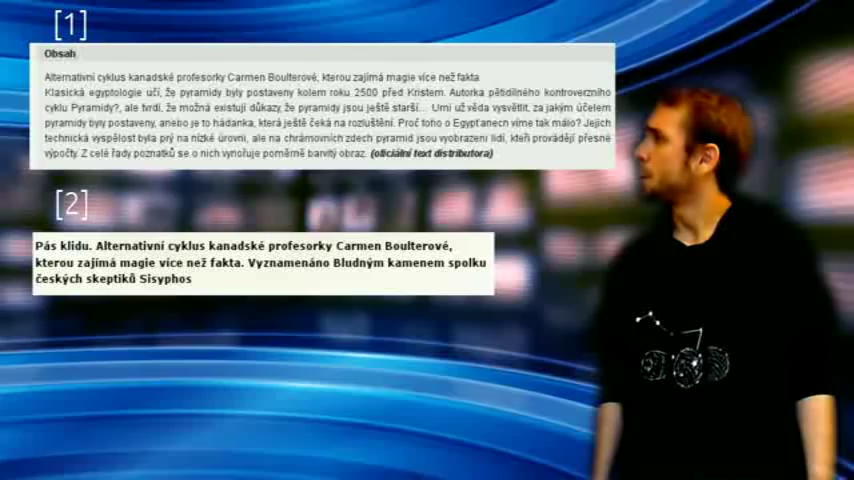 [1]
Obsah
Alternativní cyklus kanadské profesorky Carmen Boulterové, kterou zajímá magie více než fakta
Klasická egyptologie učí, že pyramidy byly postaveny kolem roku 2500 před Kristem. Autorka pětidílného kontroverzního
cyklu Pyramidy?, ale tvrdí, že možná existují důkazy, že pyramidy jsou ještě starší... Umí už věda vysvětlit, za jakým účelem
pyramidy byly postaveny, anebo je to hádanka, která ještě čeká na rozluštění. Proč toho o Egypťanech víme tak málo? Jejich
technická vyspělost byla prý na nízké úrovni, ale na chrámových zdech pyramid jsou vyobrazeni lidí, kteří provádějí přesné
výpočty. Z celé řady poznatků se o nich vynořuje poměrně barvitý obraz. (oficiální text distributora)
[2]
Pás klidu. Alternativní cyklus kanadské profesorky Carmen Boulterové,
kterou zajímá magie více než fakta. Vyznamenáno Bludným kamenem spolku
českých skeptiků Sisyphos